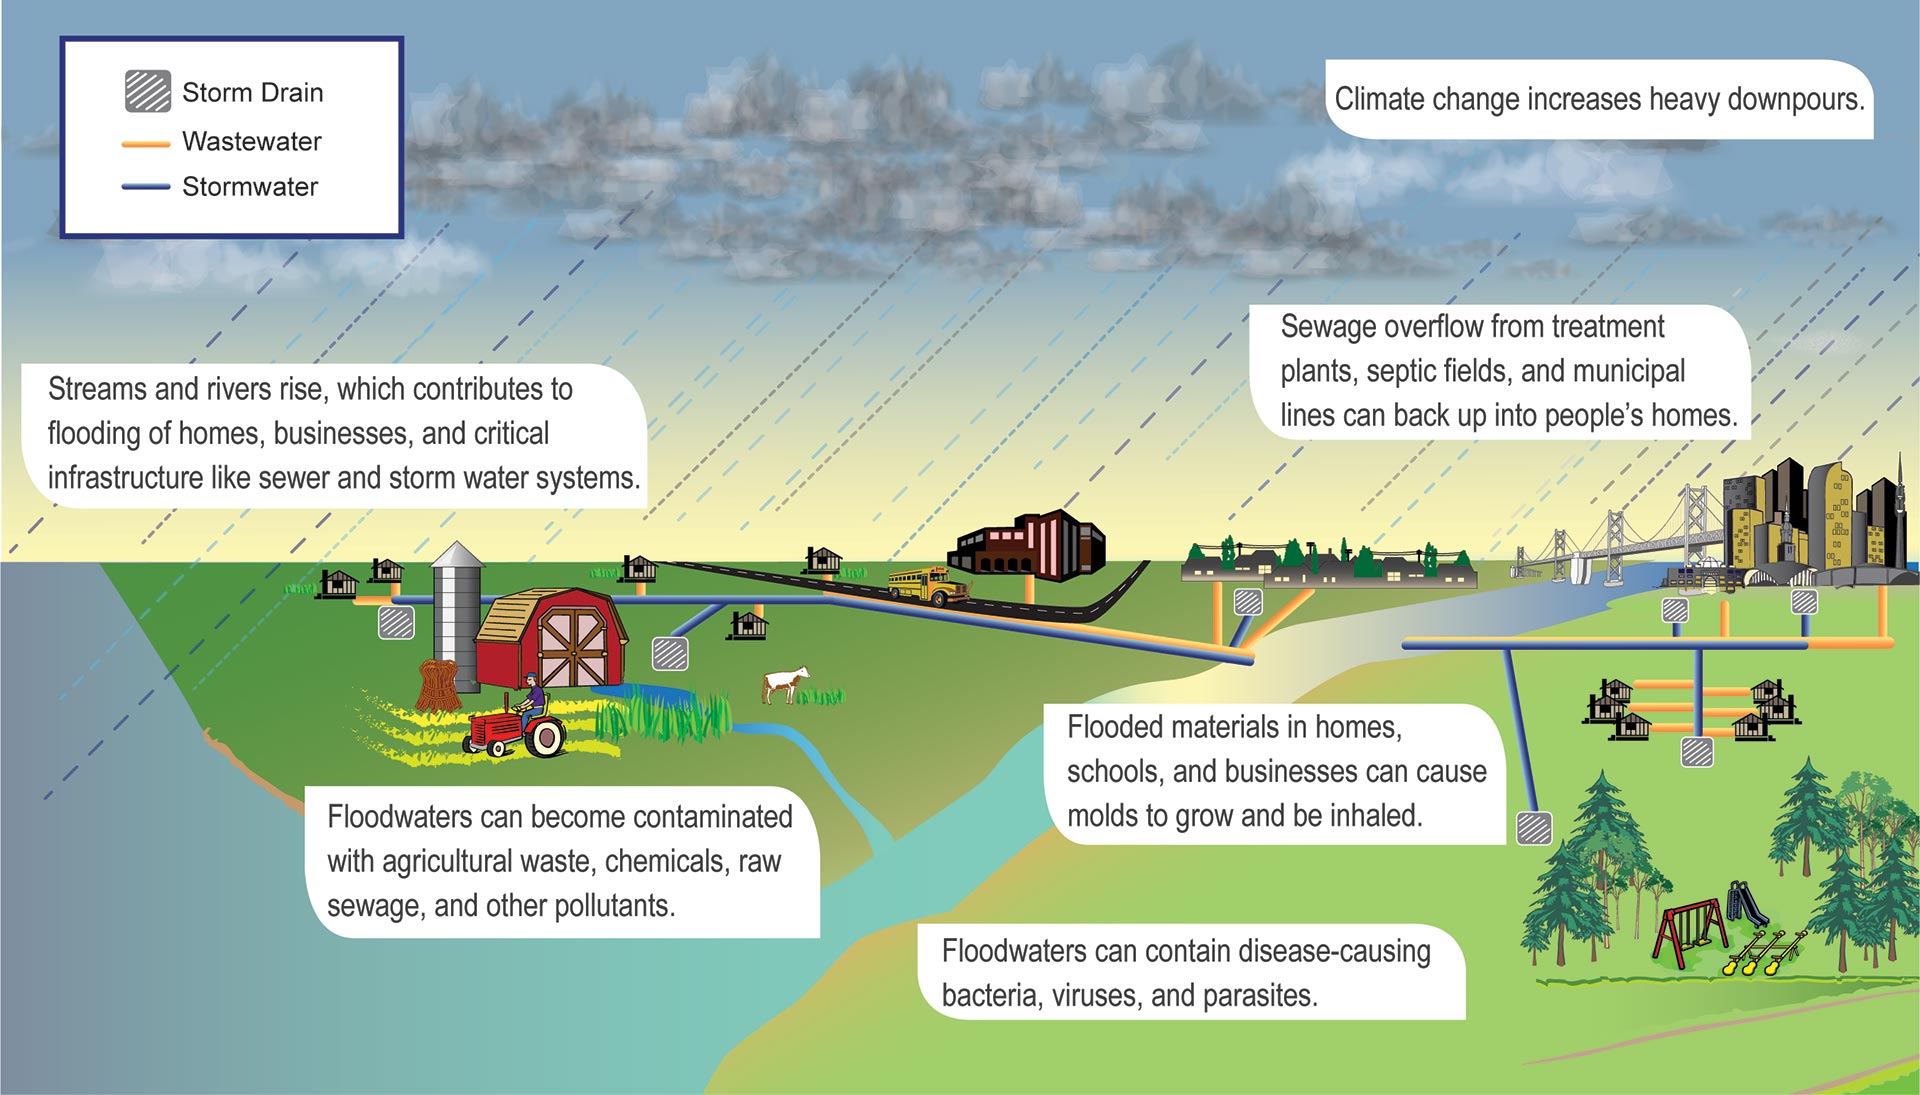 Storm Drain
Wastewater
Stormwater
Climate change increases heavy downpours.
Sewage overflow from treatment
plants, septic fields, and municipal
lines can back up into people’s homes.
Streams and rivers rise, which contributes to
flooding of homes, businesses, and critical
infrastructure like sewer and storm water systems.
Flooded materials in homes,
schools, and businesses can cause
molds to grow and be inhaled.
Floodwaters can become contaminated
with agricultural waste, chemicals, raw
sewage, and other pollutants.
Floodwaters can contain disease-causing
bacteria, viruses, and parasites.